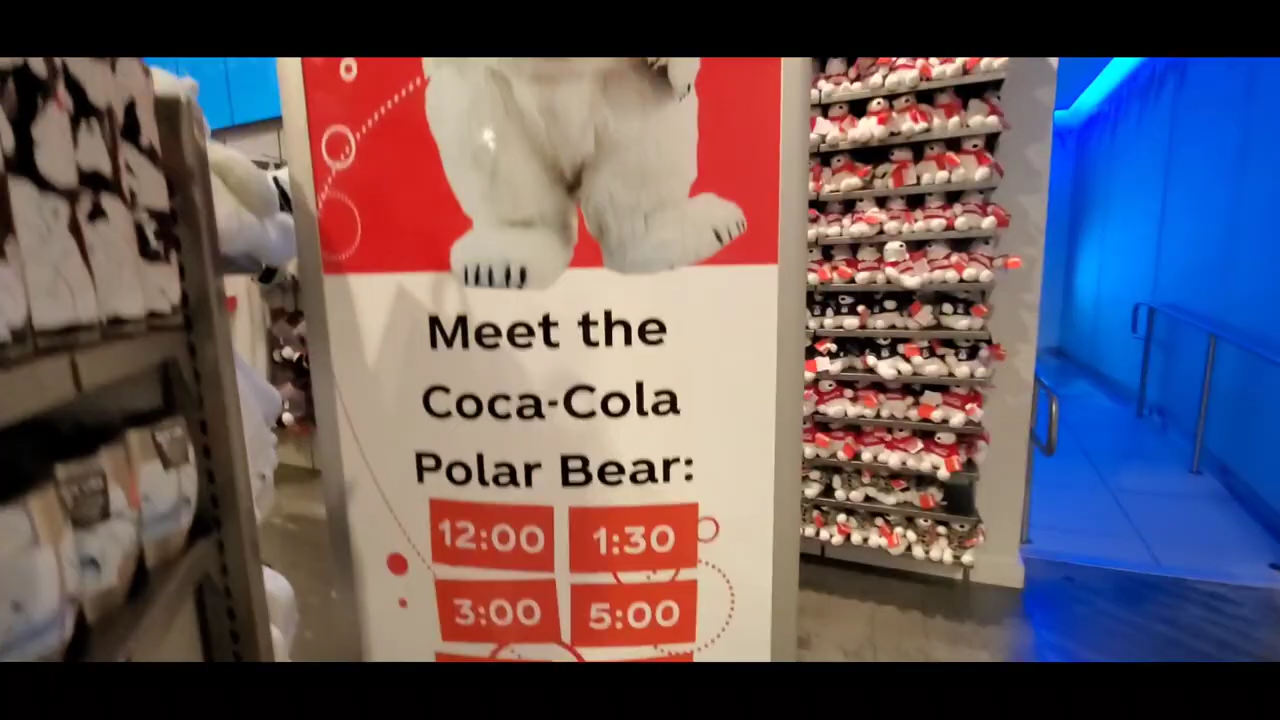 Meet the
Coca-Cola
Polar Bear:
12:00 1:30
3:00 5:00